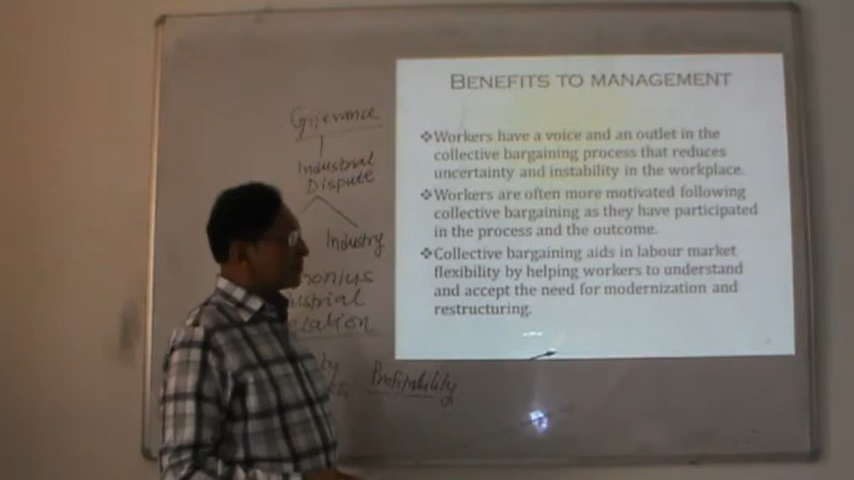 BENEFITS TO MANAGEMENT
❖Workers have a voice and an outlet in the
collective bargaining process that reduces
uncertainty and instability in the workplace.
❖Workers are often more motivated following
collective bargaining as they have participated
in the process and the outcome.
❖Collective bargaining aids in labour market
flexibility by helping workers to understand
and accept the need for modernization and
restructuring.
Grievance
Industrial
Dispute
Industry
Profitability